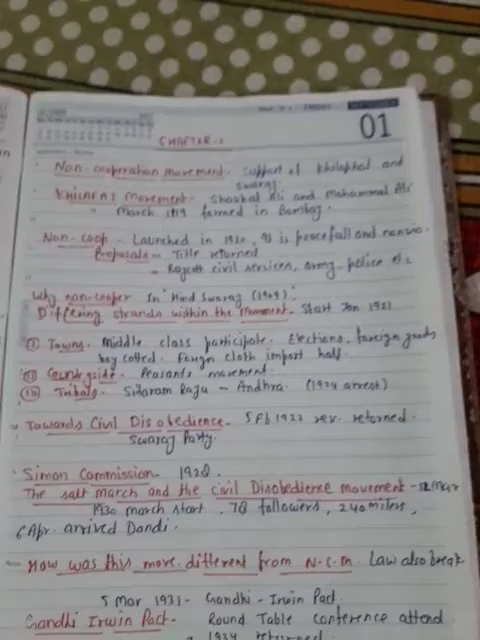 01
CHAPTER-2
Non cooperation movement - Support of Khilaphat and
Swaraj.
KHILAFAT Movement - Shaukat Ali and Mahammad Ali
March 1919 formed in Bombay.
Non-coop - Launched in 1920, It is peacefull and nonvio-
Proposals - Title returned
- Boycott civil services, army, police etc
Why non-cooper In "Hind Swaraj (1909)".
Differing strands within the movement. Start Jan 1921
(I) Towns - Middle class participate. Elections, foreign goods
boycotted. Foreign cloth import half.
(II) Countryside - Peasants movement.
(III) Tribals - Sitaram Raju - Andhra. (1924 arrest)
Towards Civil Disobedience - 5 Fb 1922 rev. returned.
Swaraj Party.
Simon Commission - 1928
The salt march and the civil Disobedience movement - 12 Mar
1930 march start, 78 followers, 240 miles,
6 Apr. arrived Dandi.
How was this move. different from N.C.M. Law also break
5 Mar 1931 - Gandhi - Irwin Pact.
Gandhi Irwin Pact - Round Table conference attend
returned